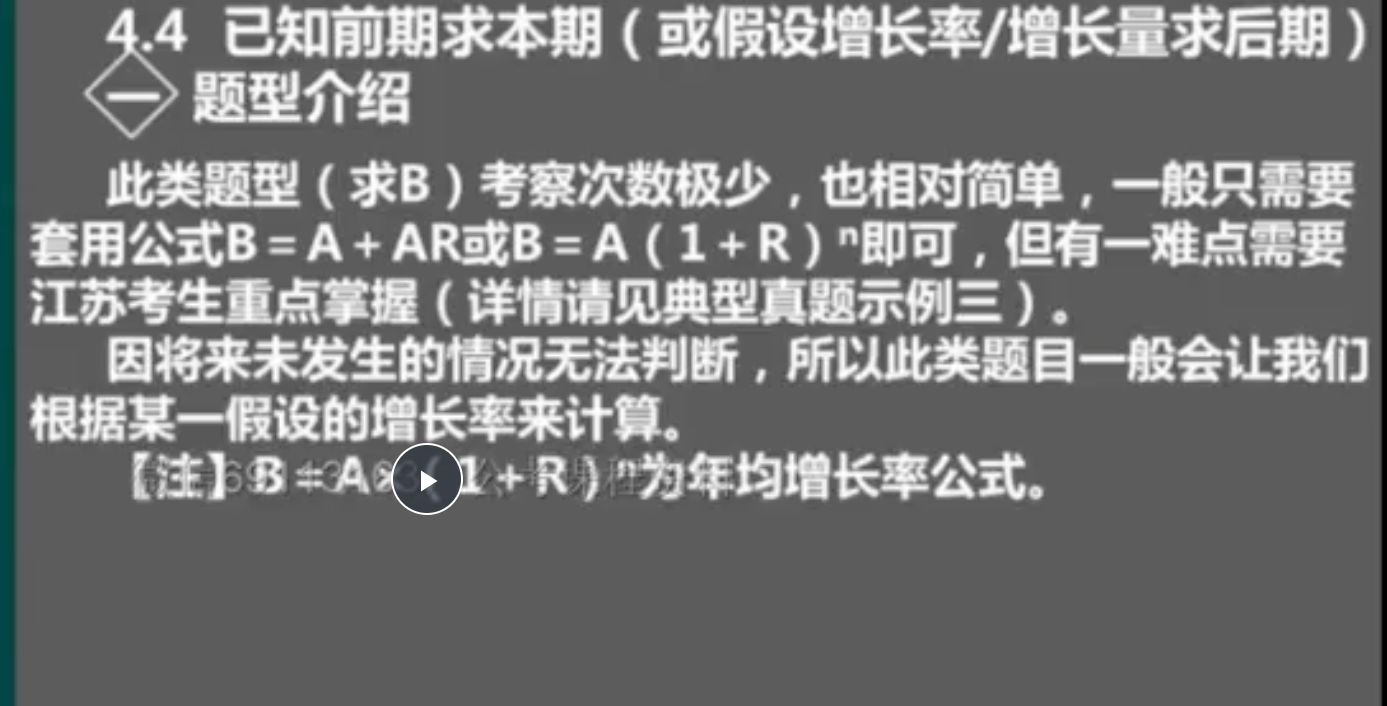 4.4 已知前期求本期（或假设增长率/增长量求后期）
一 题型介绍
此类题型（求B）考察次数极少，也相对简单，一般只需要
套用公式B＝A＋AR或B＝A（1＋R）ⁿ即可，但有一难点需要
江苏考生重点掌握（详情请见典型真题示例三）。
因将来未发生的情况无法判断，所以此类题目一般会让我们
根据某一假设的增长率来计算。
【注】B＝A×（1＋R）ⁿ为年均增长率公式。